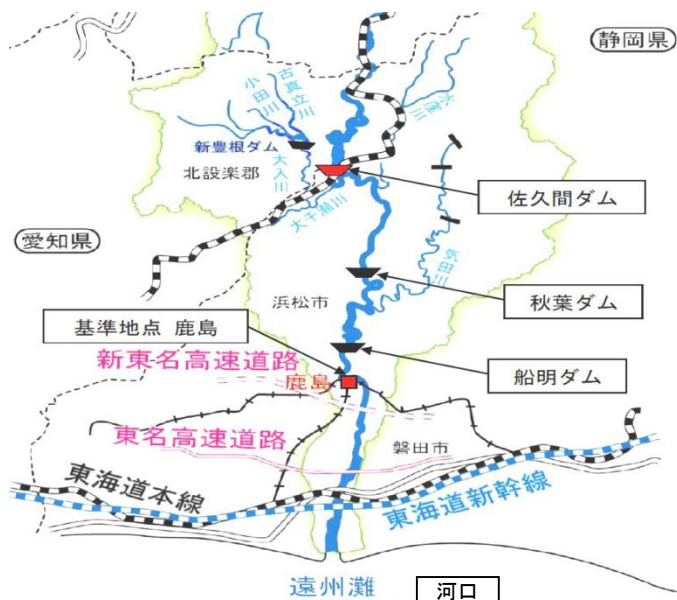 静岡県
古真立川
小田川
水窪川
新豊根ダム
大入川
北設楽郡
佐久間ダム
大千瀬川
愛知県
気田川
浜松市
秋葉ダム
基準地点 鹿島
新東名高速道路
船明ダム
鹿島
東名高速道路
磐田市
東海道本線
東海道新幹線
遠州灘
河口